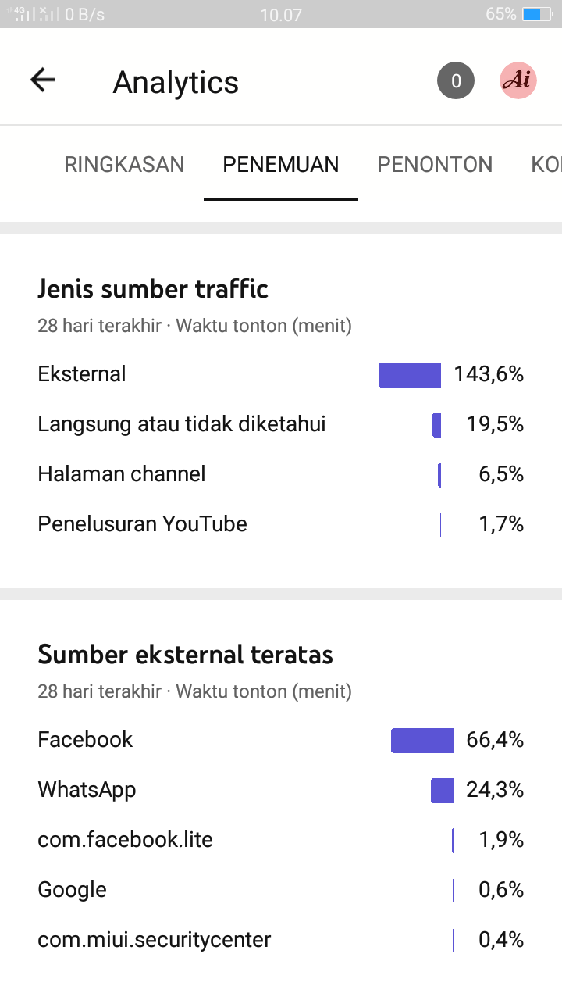 4G 0 B/s 10.07 65%
Analytics 0 Ai
RINGKASAN PENEMUAN PENONTON KO
Jenis sumber traffic
28 hari terakhir · Waktu tonton (menit)
Eksternal 143,6%
Langsung atau tidak diketahui 19,5%
Halaman channel 6,5%
Penelusuran YouTube 1,7%
Sumber eksternal teratas
28 hari terakhir · Waktu tonton (menit)
Facebook 66,4%
WhatsApp 24,3%
com.facebook.lite 1,9%
Google 0,6%
com.miui.securitycenter 0,4%